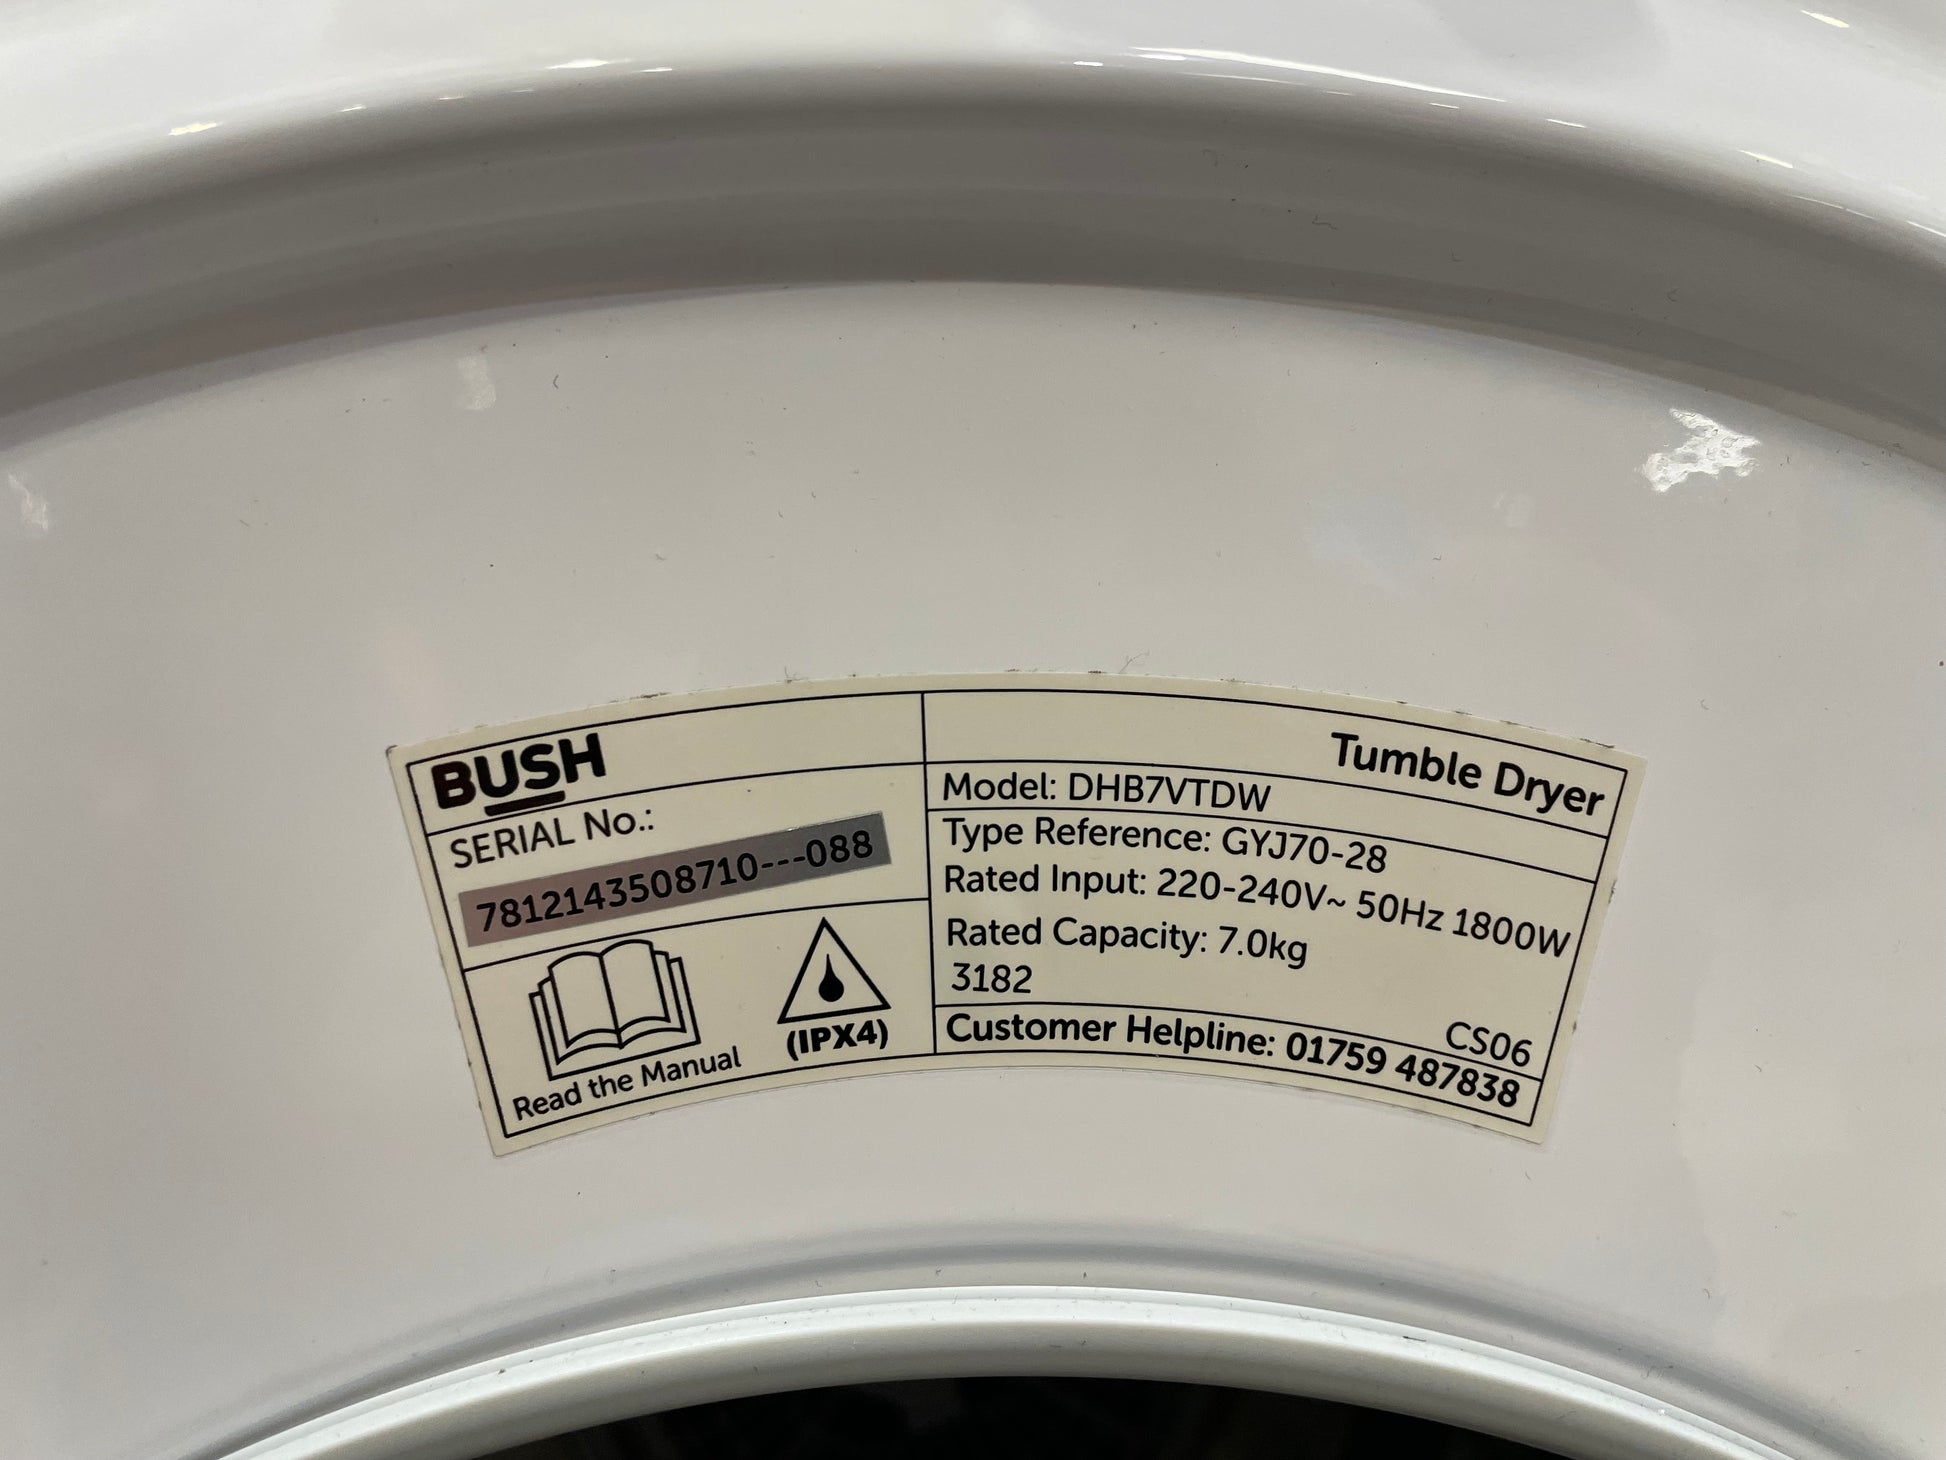 BUSH
SERIAL No.:
7812143508710---088
Read the Manual
(IPX4)
Tumble Dryer
Model: DHB7VTDW
Type Reference: GYJ70-28
Rated Input: 220-240V~ 50Hz 1800W
Rated Capacity: 7.0kg
3182
CS06
Customer Helpline: 01759 487838